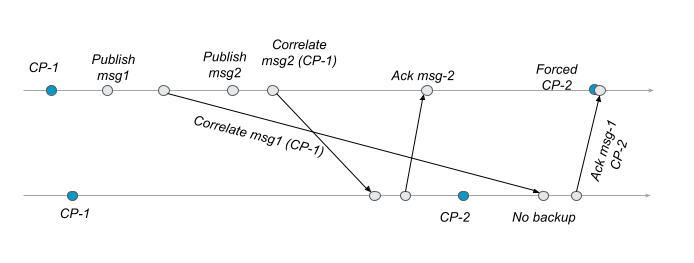 CP-1
Publish
msg1
Publish
msg2
Correlate
msg2 (CP-1)
Ack msg-2
Forced
CP-2
Correlate msg1 (CP-1)
Ack msg-1
CP-2
CP-1
CP-2
No backup